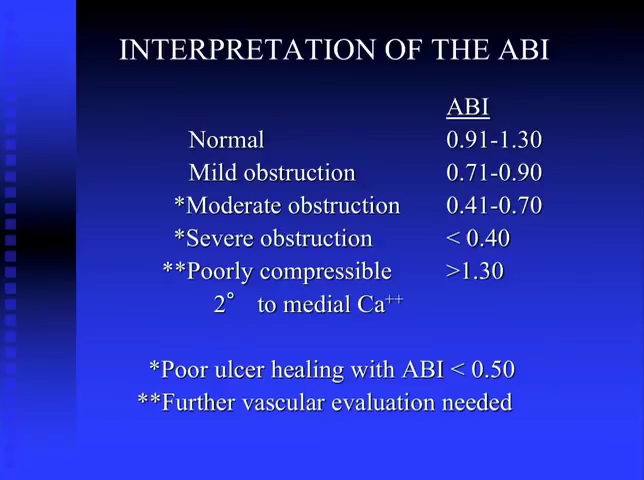 INTERPRETATION OF THE ABI
ABI
Normal 0.91-1.30
Mild obstruction 0.71-0.90
*Moderate obstruction 0.41-0.70
*Severe obstruction < 0.40
**Poorly compressible >1.30
2° to medial Ca⁺⁺
*Poor ulcer healing with ABI < 0.50
**Further vascular evaluation needed